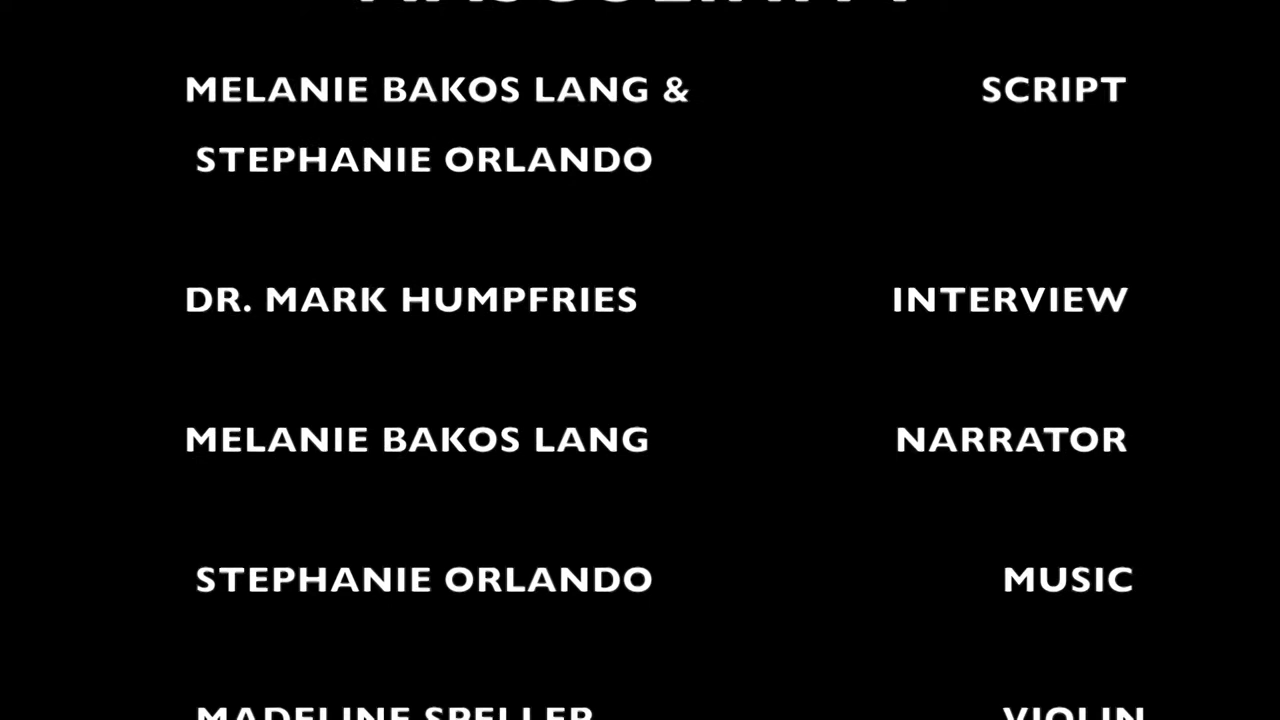 MELANIE BAKOS LANG & SCRIPT
STEPHANIE ORLANDO
DR. MARK HUMPFRIES INTERVIEW
MELANIE BAKOS LANG NARRATOR
STEPHANIE ORLANDO MUSIC
MADELINE SPELLER VIOLIN